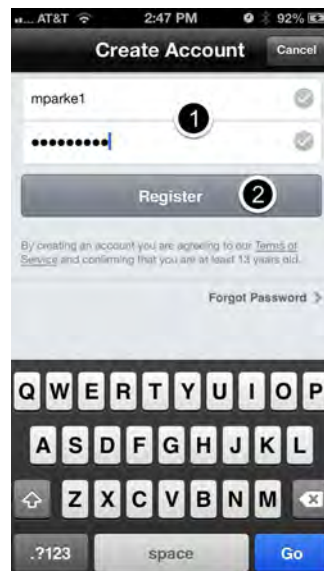 AT&T 2:47 PM 92%
Create Account Cancel
mparke1
1
•••••••••
Register 2
By creating an account you are agreeing to our Terms of
Service and confirming that you are at least 13 years old.
Forgot Password >
Q W E R T Y U I O P
A S D F G H J K L
Z X C V B N M
.?123 space Go